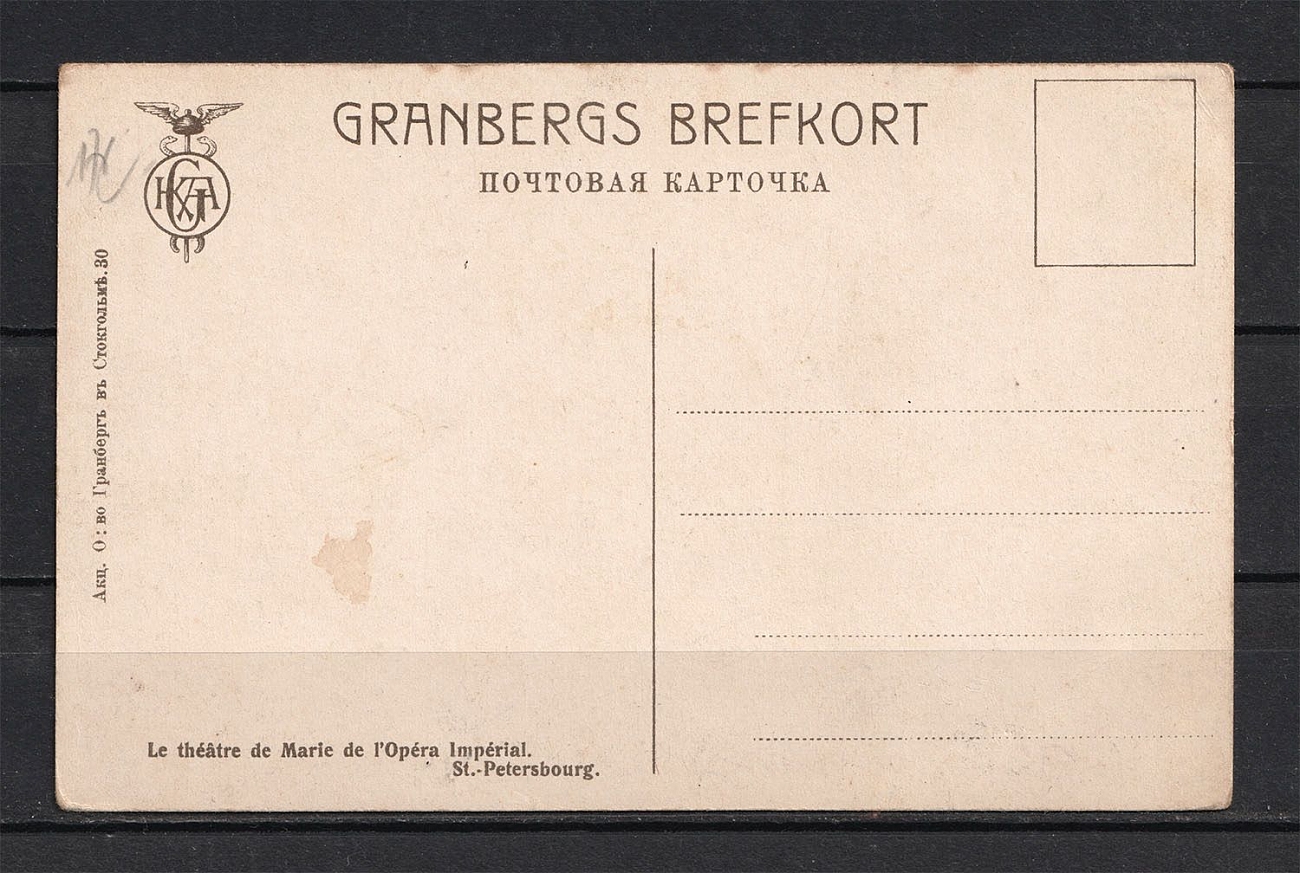 GRANBERGS BREFKORT
ПОЧТОВАЯ КАРТОЧКА
Акц. О: во Гранбергъ въ Стокгольмѣ. 30
Le théâtre de Marie de l'Opéra Impérial.
St.-Petersbourg.